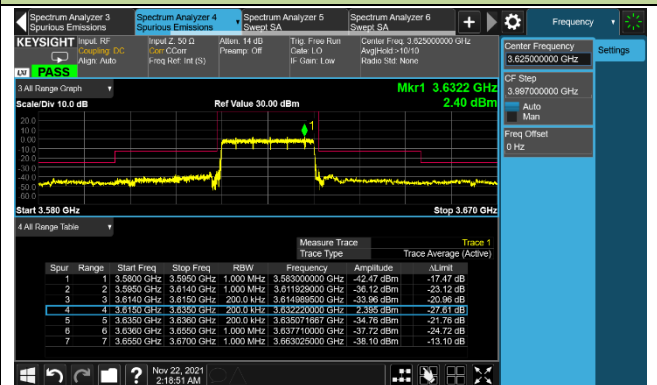 Spectrum Analyzer 3
Spurious Emissions
Spectrum Analyzer 4
Spurious Emissions
Spectrum Analyzer 5
Swept SA
Spectrum Analyzer 6
Swept SA
+
Frequency
KEYSIGHT
Input: RF
Coupling: DC
Align: Auto
Input Z: 50 Ω
Corr CCorr
Freq Ref: Int (S)
Atten: 14 dB
Preamp: Off
Trig: Free Run
Gate: LO
IF Gain: Low
Center Freq: 3.625000000 GHz
Avg|Hold:>10/10
Radio Std: None
LXI PASS
Center Frequency
3.625000000 GHz
Settings
CF Step
3.997000000 GHz
Auto
Man
Freq Offset
0 Hz
3 All Range Graph
Mkr1 3.6322 GHz
Scale/Div 10.0 dB
Ref Value 30.00 dBm
2.40 dBm
20.0
10.0
0.00
-10.0
-20.0
-30.0
-40.0
-50.0
-60.0
1
Start 3.580 GHz
Stop 3.670 GHz
4 All Range Table
Measure Trace Trace 1
Trace Type Trace Average (Active)
Spur Range Start Freq Stop Freq RBW Frequency Amplitude ΔLimit
1 1 3.5800 GHz 3.5950 GHz 1.000 MHz 3.583000000 GHz -42.47 dBm -17.47 dB
2 2 3.5950 GHz 3.6140 GHz 1.000 MHz 3.611929000 GHz -36.12 dBm -23.12 dB
3 3 3.6140 GHz 3.6150 GHz 200.0 kHz 3.614989500 GHz -33.96 dBm -20.96 dB
4 4 3.6150 GHz 3.6350 GHz 200.0 kHz 3.632220000 GHz 2.395 dBm -27.61 dB
5 5 3.6350 GHz 3.6360 GHz 200.0 kHz 3.635071667 GHz -34.76 dBm -21.76 dB
6 6 3.6360 GHz 3.6550 GHz 1.000 MHz 3.637710000 GHz -37.72 dBm -24.72 dB
7 7 3.6550 GHz 3.6700 GHz 1.000 MHz 3.663025000 GHz -38.10 dBm -13.10 dB
?
Nov 22, 2021
2:18:51 AM